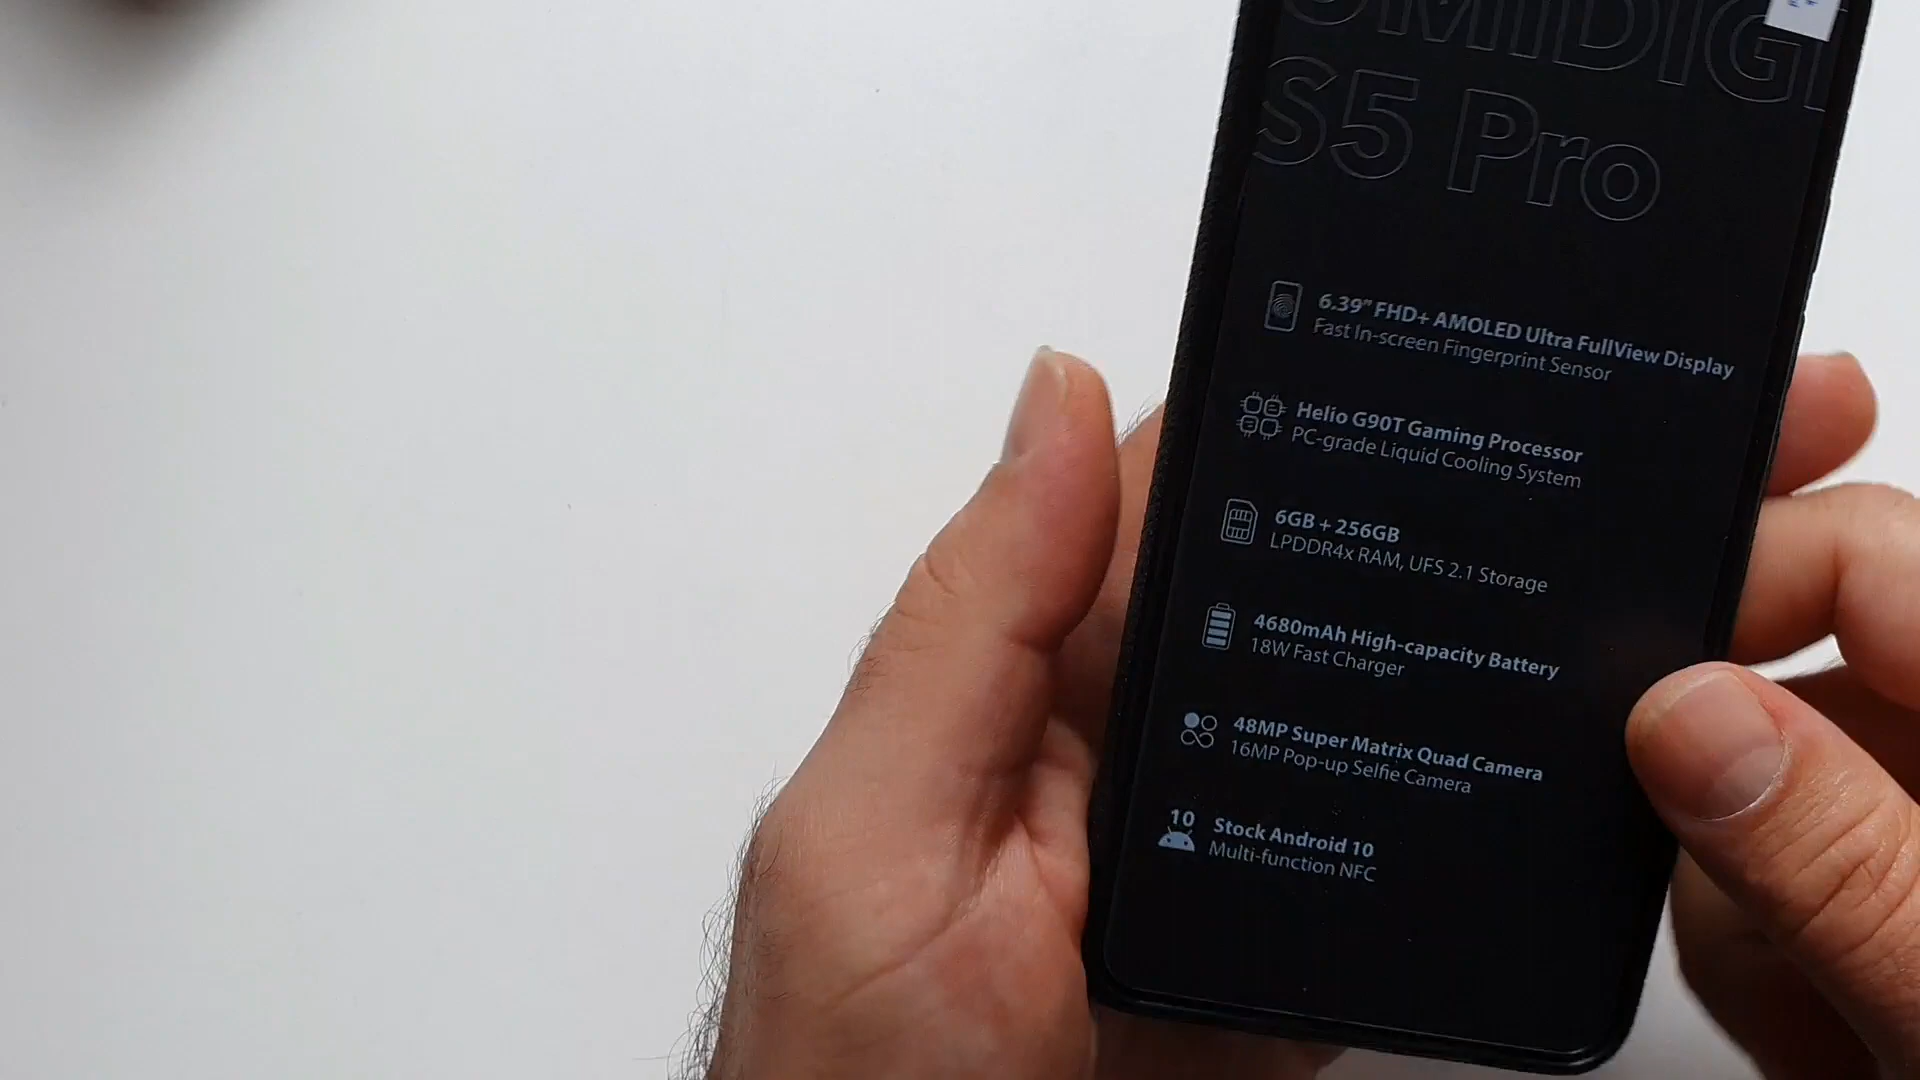 UMIDIGI
S5 Pro
6.39" FHD+ AMOLED Ultra FullView Display
Fast In-screen Fingerprint Sensor
Helio G90T Gaming Processor
PC-grade Liquid Cooling System
6GB + 256GB
LPDDR4x RAM, UFS 2.1 Storage
4680mAh High-capacity Battery
18W Fast Charger
48MP Super Matrix Quad Camera
16MP Pop-up Selfie Camera
10
Stock Android 10
Multi-function NFC